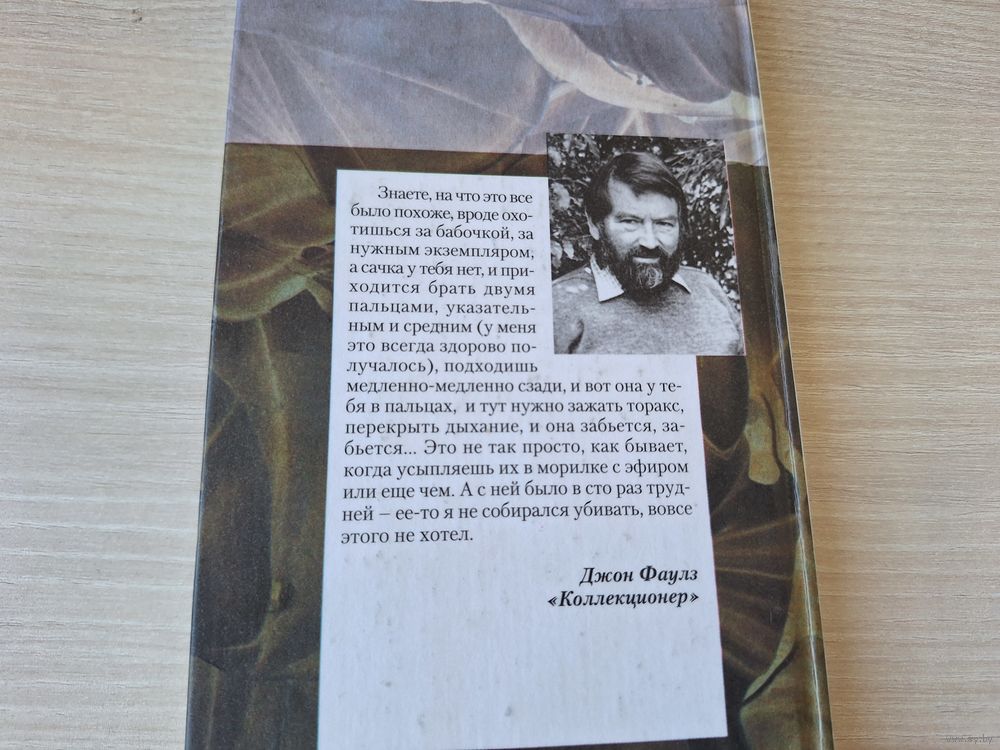 Знаете, на что это все
было похоже, вроде охо-
тишься за бабочкой, за
нужным экземпляром,
а сачка у тебя нет, и при-
ходится брать двумя
пальцами, указатель-
ным и средним (у меня
это всегда здорово по-
лучалось), подходишь
медленно-медленно сзади, и вот она у те-
бя в пальцах, и тут нужно зажать торакс,
перекрыть дыхание, и она забьется, за-
бьется... Это не так просто, как бывает,
когда усыпляешь их в морилке с эфиром
или еще чем. А с ней было в сто раз труд-
ней – ее-то я не собирался убивать, вовсе
этого не хотел.
Джон Фаулз
«Коллекционер»